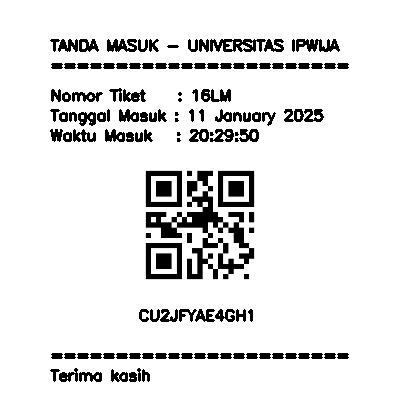 TANDA MASUK - UNIVERSITAS IPWIJA
=======================
Nomor Tiket : 16LM
Tanggal Masuk : 11 January 2025
Waktu Masuk : 20:29:50
CU2JFYAE4GH1
=======================
Terima kasih